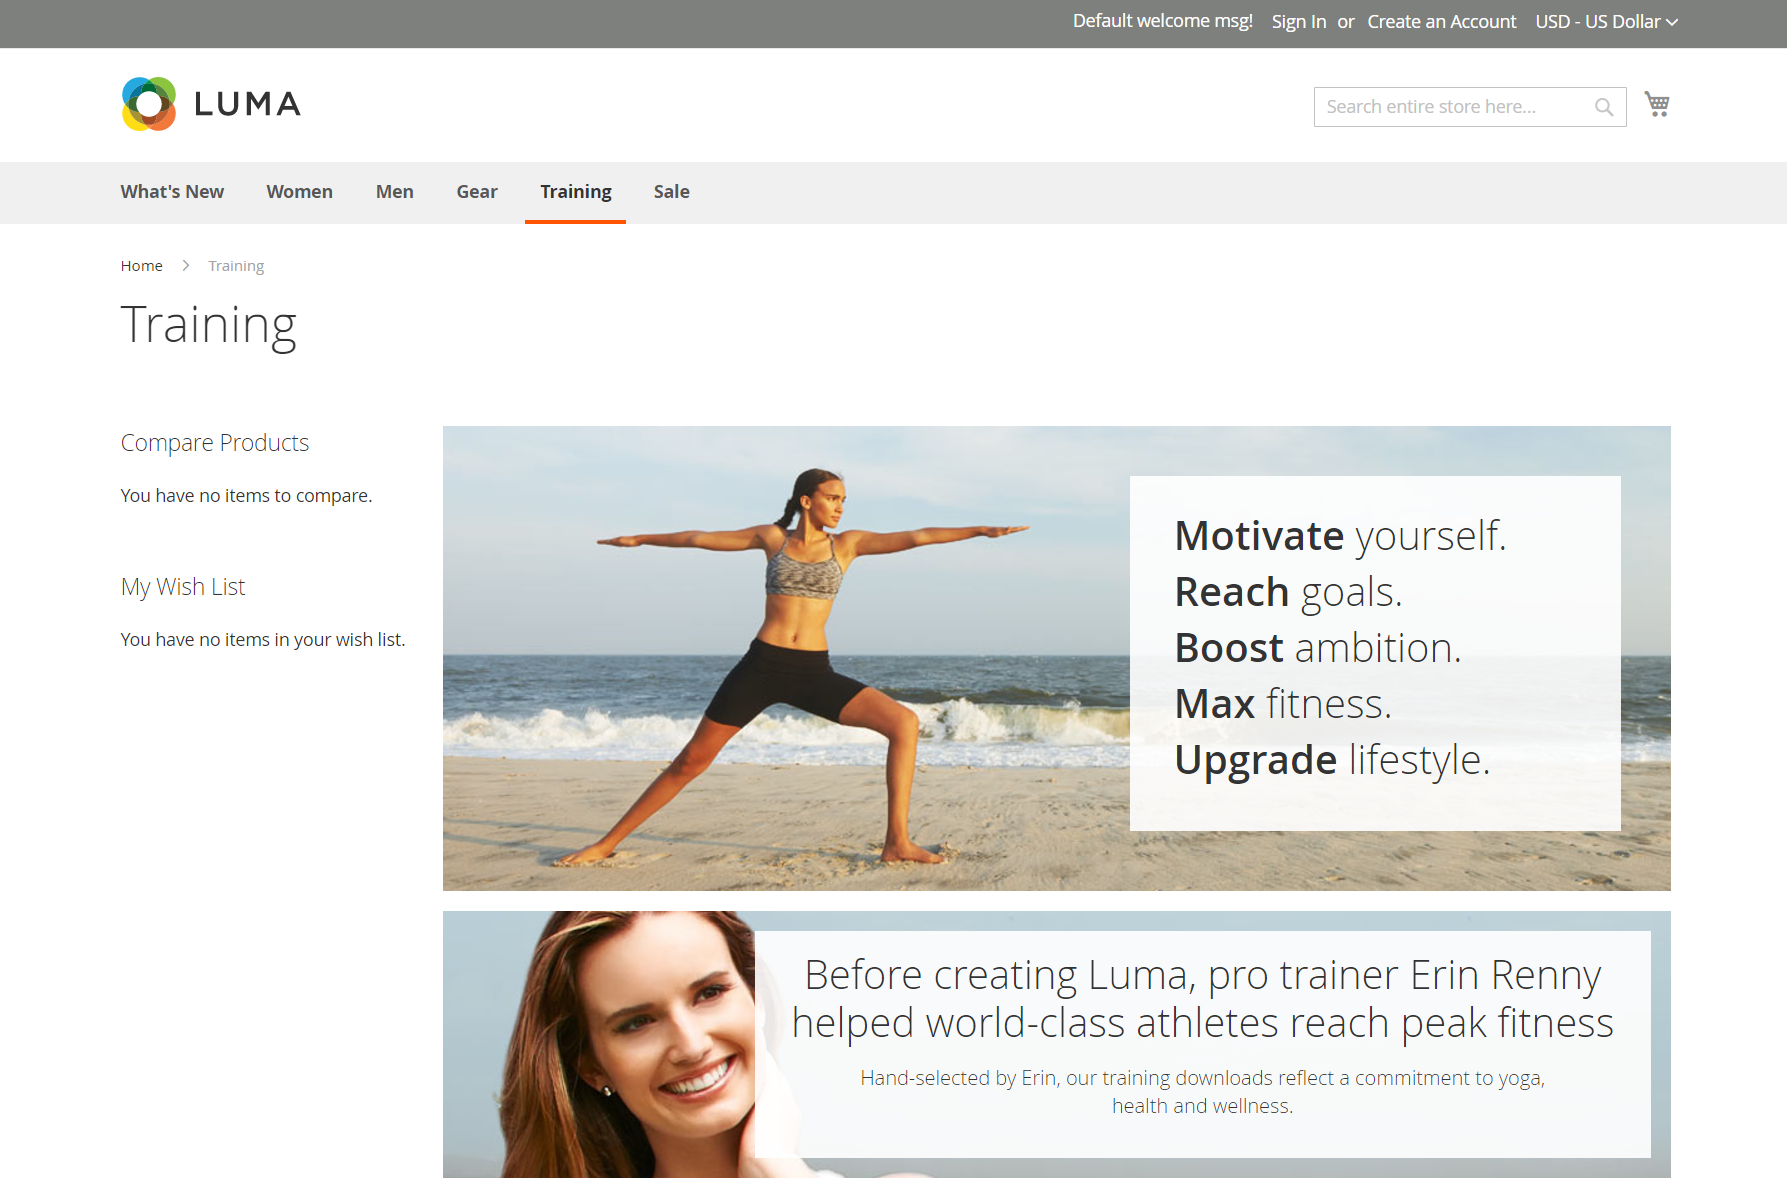 Default welcome msg! Sign In or Create an Account USD - US Dollar
LUMA
Search entire store here...
What's New Women Men Gear Training Sale
Home Training
Training
Compare Products
You have no items to compare.
My Wish List
You have no items in your wish list.
Motivate yourself.
Reach goals.
Boost ambition.
Max fitness.
Upgrade lifestyle.
Before creating Luma, pro trainer Erin Renny
helped world-class athletes reach peak fitness
Hand-selected by Erin, our training downloads reflect a commitment to yoga,
health and wellness.